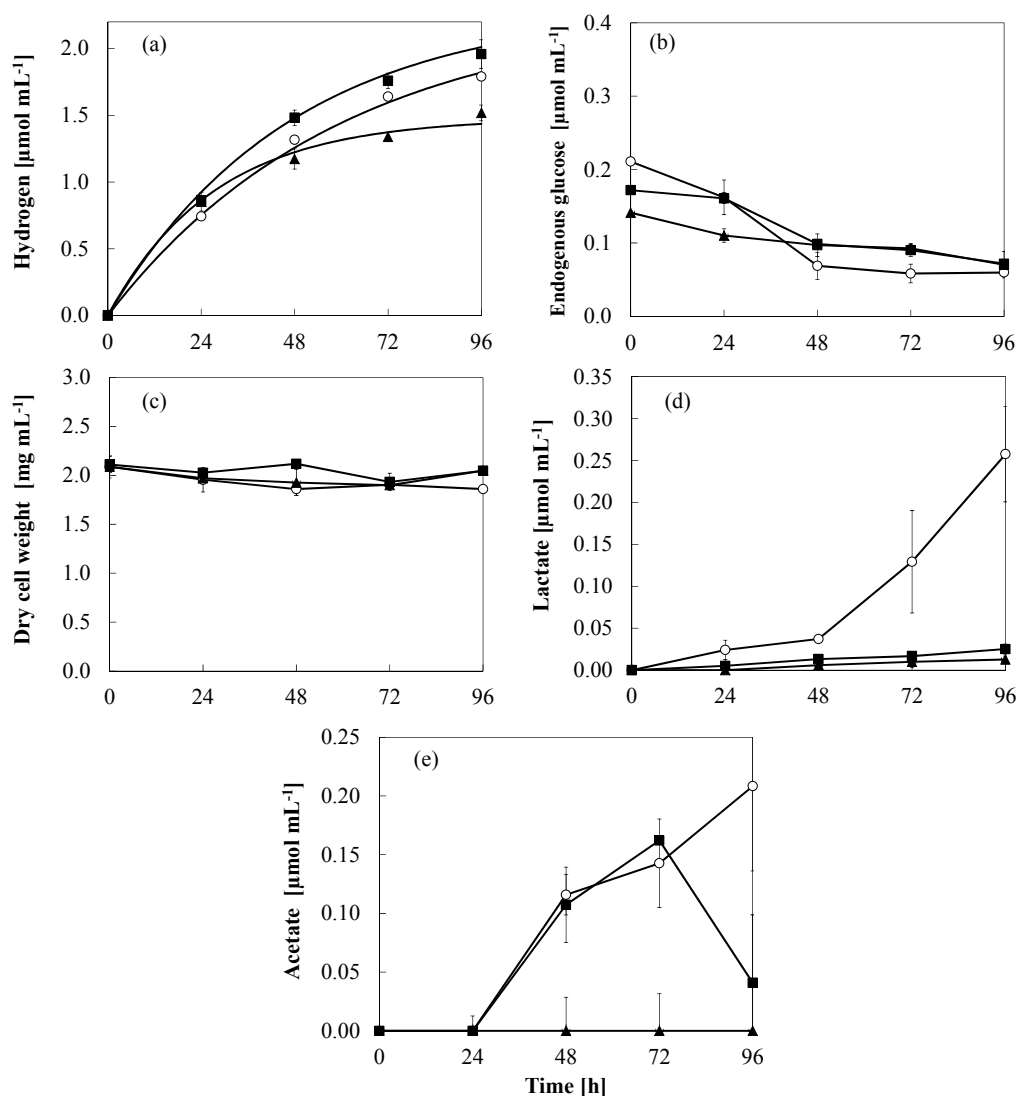 (a)
Hydrogen [μmol mL⁻¹]
2.0
1.5
1.0
0.5
0.0
0 24 48 72 96
(b)
Endogenous glucose [μmol mL⁻¹]
0.4
0.3
0.2
0.1
0.0
0 24 48 72 96
(c)
Dry cell weight [mg mL⁻¹]
3.0
2.5
2.0
1.5
1.0
0.5
0.0
0 24 48 72 96
(d)
Lactate [μmol mL⁻¹]
0.35
0.30
0.25
0.20
0.15
0.10
0.05
0.00
0 24 48 72 96
(e)
Acetate [μmol mL⁻¹]
0.25
0.20
0.15
0.10
0.05
0.00
0 24 48 72 96
Time [h]